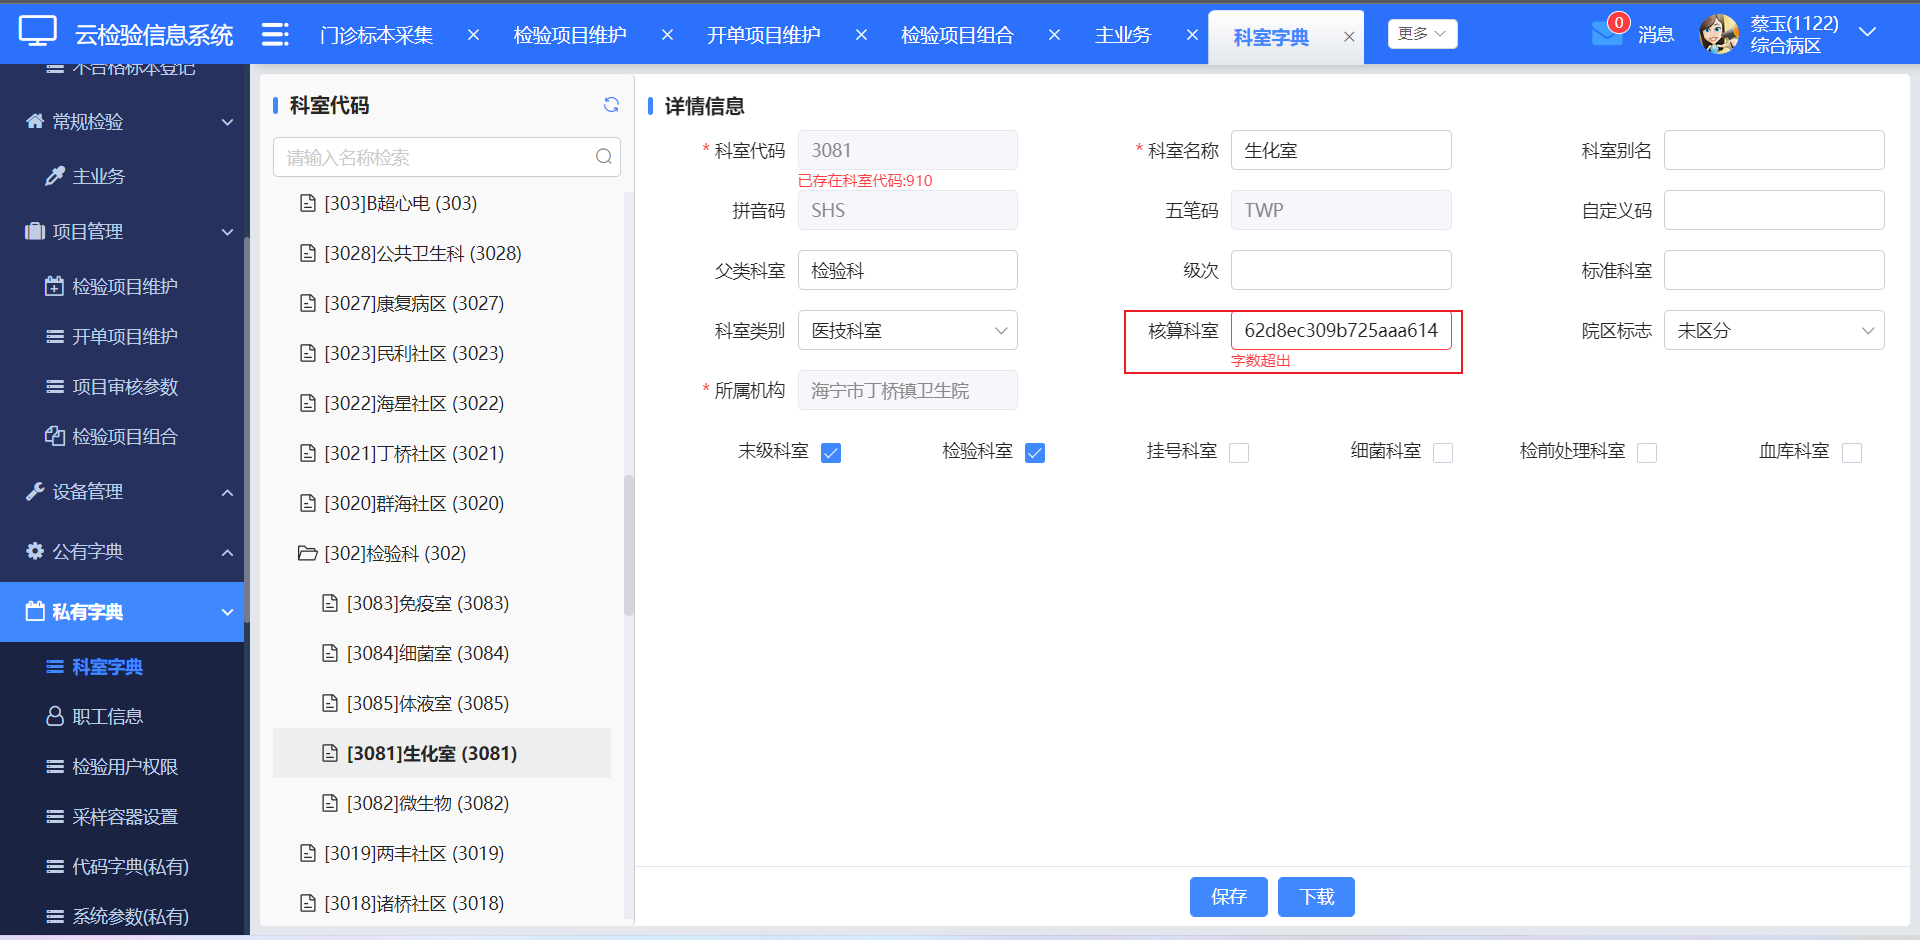 云检验信息系统
门诊标本采集
检验项目维护
开单项目维护
检验项目组合
主业务
科室字典
更多
0
消息
蔡玉(1122)
综合病区
不合格标本登记
常规检验
主业务
项目管理
检验项目维护
开单项目维护
项目审核参数
检验项目组合
设备管理
公有字典
私有字典
科室字典
职工信息
检验用户权限
采样容器设置
代码字典(私有)
系统参数(私有)
科室代码
请输入名称检索
[303]B超心电 (303)
[3028]公共卫生科 (3028)
[3027]康复病区 (3027)
[3023]民利社区 (3023)
[3022]海星社区 (3022)
[3021]丁桥社区 (3021)
[3020]群海社区 (3020)
[302]检验科 (302)
[3083]免疫室 (3083)
[3084]细菌室 (3084)
[3085]体液室 (3085)
[3081]生化室 (3081)
[3082]微生物 (3082)
[3019]两丰社区 (3019)
[3018]诸桥社区 (3018)
详情信息
* 科室代码 3081
已存在科室代码:910
* 科室名称 生化室
科室别名
拼音码 SHS
五笔码 TWP
自定义码
父类科室 检验科
级次
标准科室
科室类别 医技科室
核算科室 62d8ec309b725aaa614
字数超出
院区标志 未区分
* 所属机构 海宁市丁桥镇卫生院
末级科室
检验科室
挂号科室
细菌科室
检前处理科室
血库科室
保存
下载